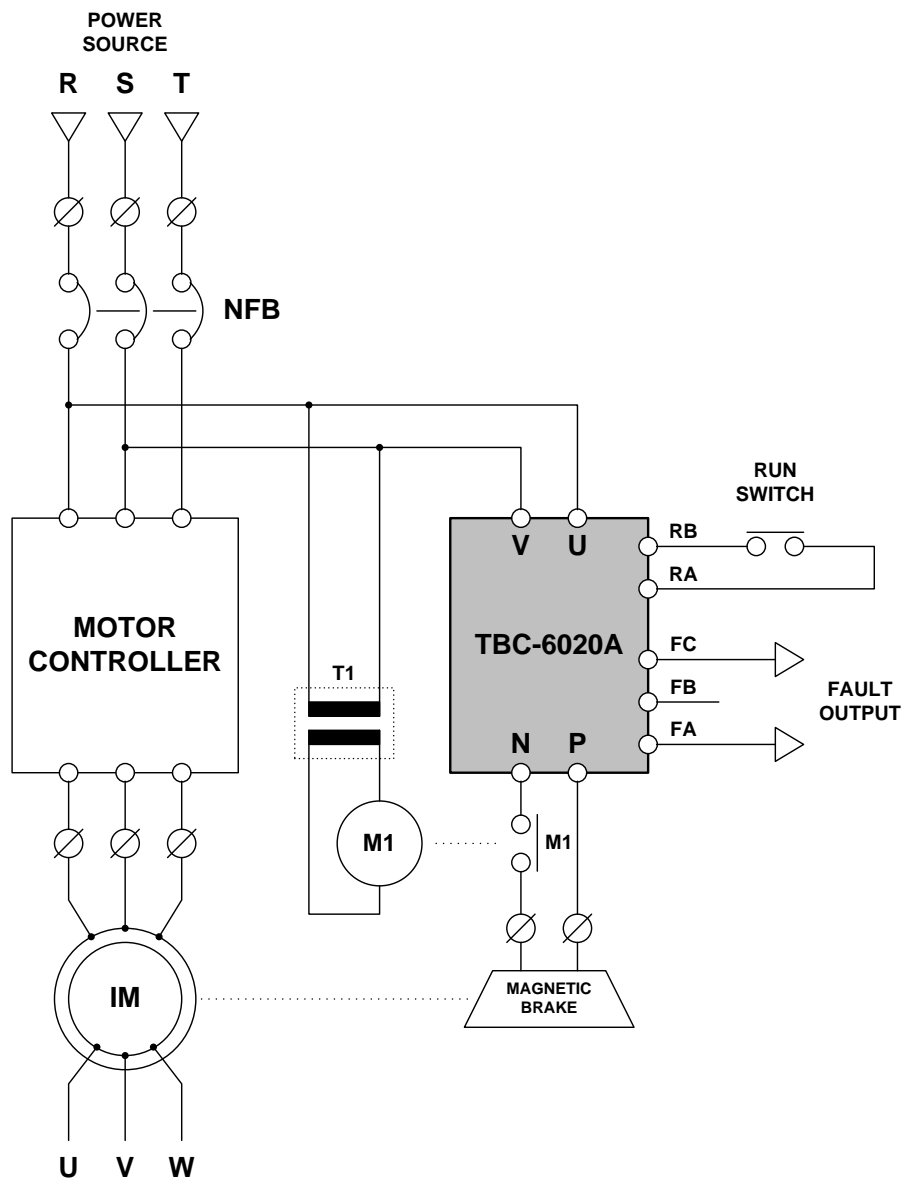 POWER
SOURCE
R S T
NFB
RUN
SWITCH
V U
RB
RA
MOTOR
CONTROLLER
TBC-6020A
FC
T1
FB
FAULT
OUTPUT
FA
N P
M1
M1
MAGNETIC
BRAKE
IM
U V W